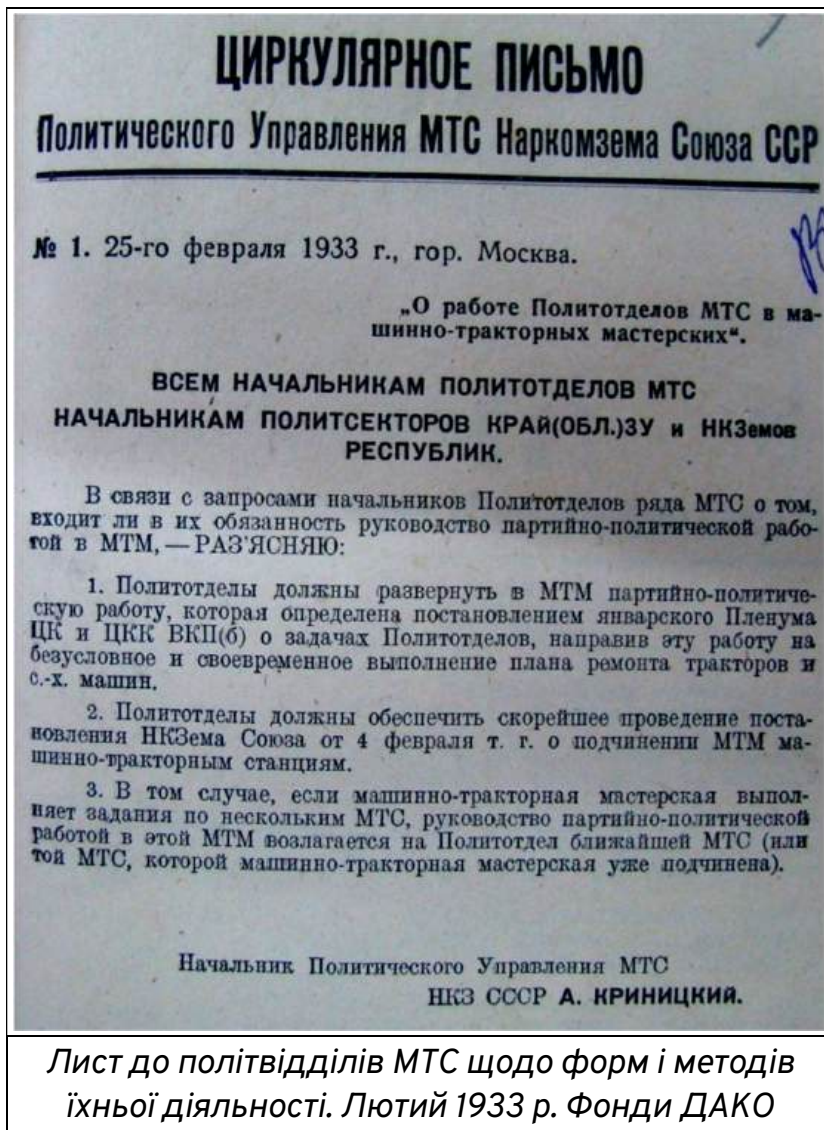 ЦИРКУЛЯРНОЕ ПИСЬМО
Политического Управления МТС Наркомзема Союза ССР
№ 1. 25-го февраля 1933 г., гор. Москва.
„О работе Политотделов МТС в ма-
шинно-тракторных мастерских“.
ВСЕМ НАЧАЛЬНИКАМ ПОЛИТОТДЕЛОВ МТС
НАЧАЛЬНИКАМ ПОЛИТСЕКТОРОВ КРАЙ(ОБЛ.)ЗУ и НКЗемов
РЕСПУБЛИК.
В связи с запросами начальников Политотделов ряда МТС о том,
входит ли в их обязанность руководство партийно-политической рабо-
той в МТМ, — РАЗ'ЯСНЯЮ:
1. Политотделы должны развернуть в МТМ партийно-политиче-
скую работу, которая определена постановлением январского Пленума
ЦК и ЦКК ВКП(б) о задачах Политотделов, направив эту работу на
безусловное и своевременное выполнение плана ремонта тракторов и
с.-х. машин.
2. Политотделы должны обеспечить скорейшее проведение поста-
новления НКЗема Союза от 4 февраля т. г. о подчинении МТМ ма-
шинно-тракторным станциям.
3. В том случае, если машинно-тракторная мастерская выпол-
няет задания по нескольким МТС, руководство партийно-политической
работой в этой МТМ возлагается на Политотдел ближайшей МТС (или
той МТС, которой машинно-тракторная мастерская уже подчинена).
Начальник Политического Управления МТС
НКЗ СССР А. КРИНИЦКИЙ.
Лист до політвідділів МТС щодо форм і методів
їхньої діяльності. Лютий 1933 р. Фонди ДАКО